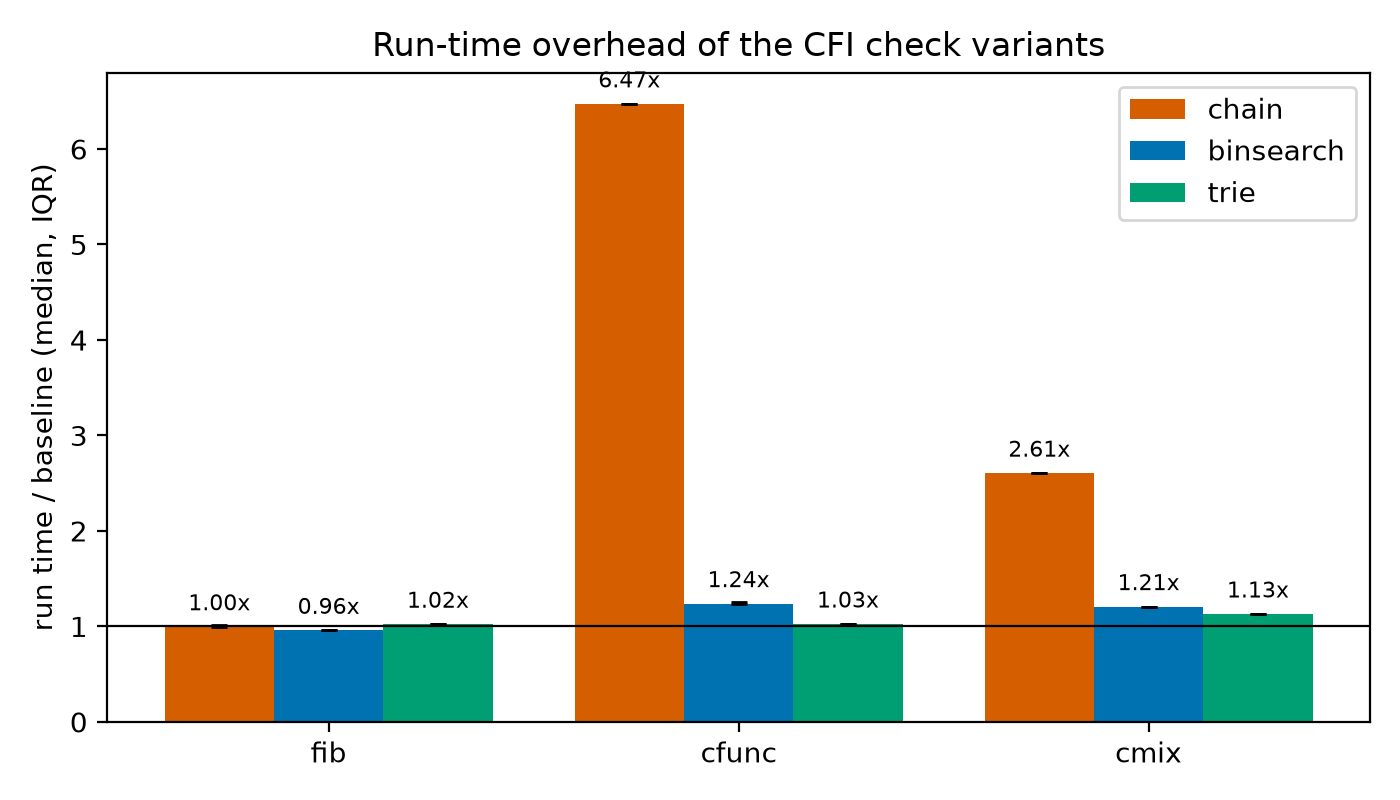 Run-time overhead of the CFI check variants
run time / baseline (median, IQR)
6
5
4
3
2
1
0
chain
binsearch
trie
1.00x
0.96x
1.02x
6.47x
1.24x
1.03x
2.61x
1.21x
1.13x
fib
cfunc
cmix